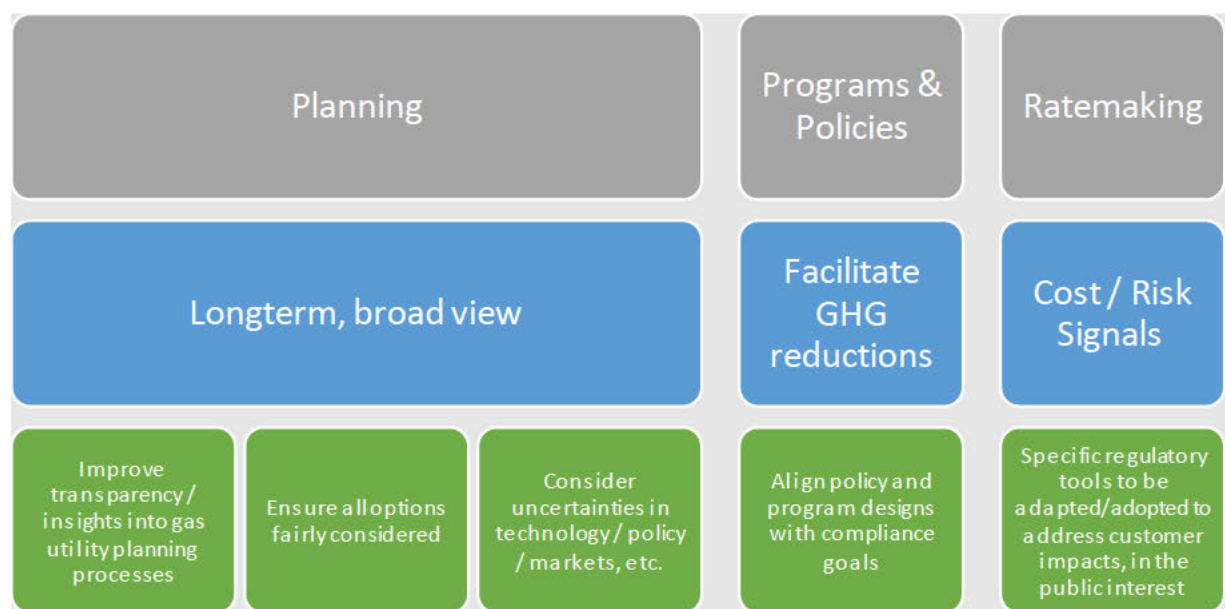 Planning
Programs &
Policies
Ratemaking
Longterm, broad view
Facilitate
GHG
reductions
Cost / Risk
Signals
Improve
transparency /
insights into gas
utility planning
processes
Ensure all options
fairly considered
Consider
uncertainties in
technology / policy
/ markets, etc.
Align policy and
program designs
with compliance
goals
Specific regulatory
tools to be
adapted/adopted to
address customer
impacts, in the
public interest